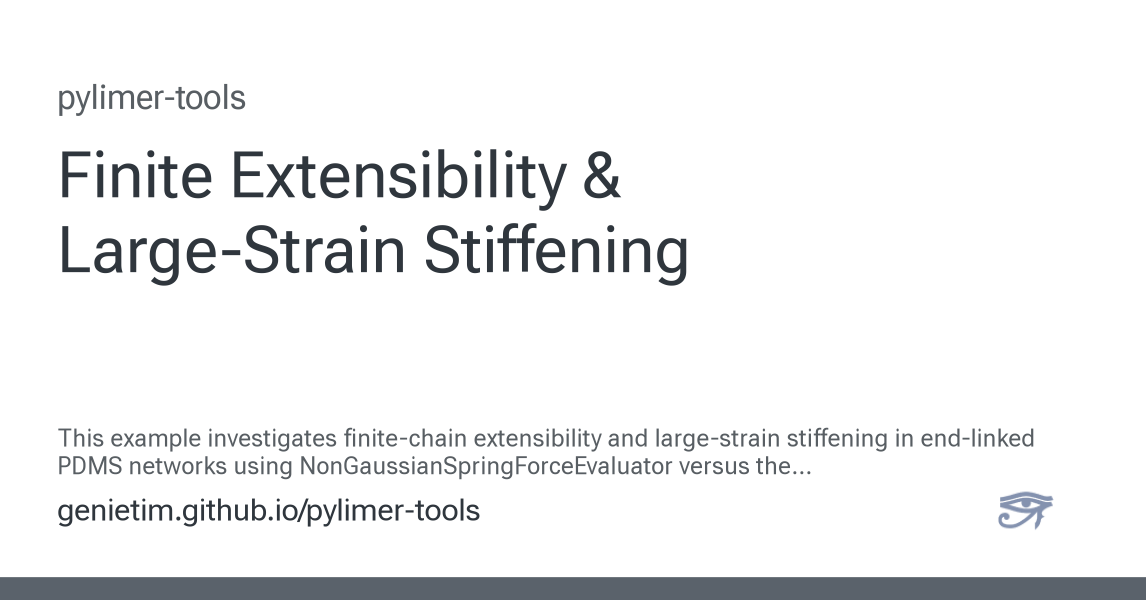 pylimer-tools
Finite Extensibility &
Large-Strain Stiffening
This example investigates finite-chain extensibility and large-strain stiffening in end-linked
PDMS networks using NonGaussianSpringForceEvaluator versus the...
genietim.github.io/pylimer-tools